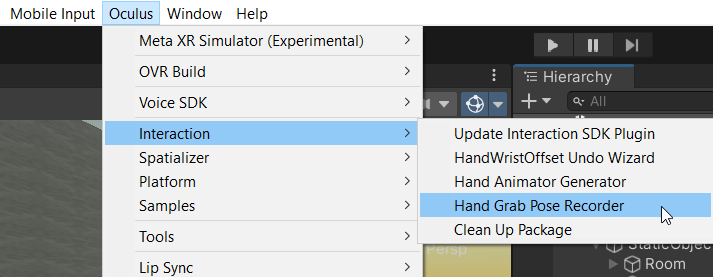 Mobile Input Oculus Window Help
Meta XR Simulator (Experimental)
OVR Build
Voice SDK
Interaction
Spatializer
Platform
Samples
Tools
Lip Sync
Hierarchy
All
Update Interaction SDK Plugin
HandWristOffset Undo Wizard
Hand Animator Generator
Hand Grab Pose Recorder
Clean Up Package
Persp
StaticObject
Room